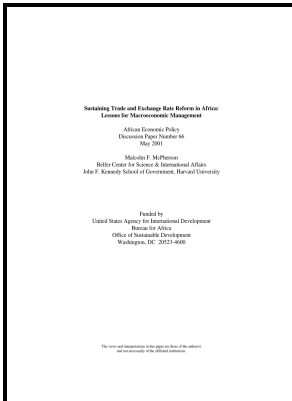 Sustaining Trade and Exchange Rate Reform in Africa:
Lessons for Macroeconomic Management
African Economic Policy
Discussion Paper Number 66
May 2001
Malcolm F. McPherson
Belfer Center for Science & International Affairs
John F. Kennedy School of Government, Harvard University
Funded by
United States Agency for International Development
Bureau for Africa
Office of Sustainable Development
Washington, DC 20523-4600
The views and interpretations in this paper are those of the author(s)
and not necessarily of the affiliated institutions.